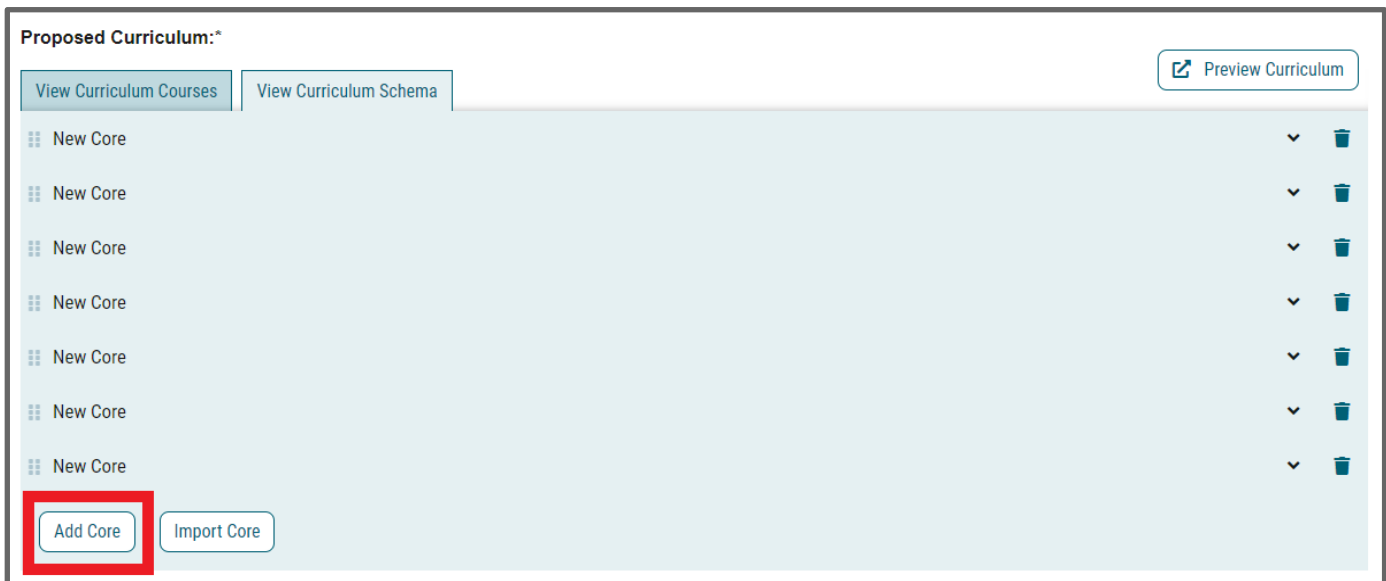 Proposed Curriculum:*
Preview Curriculum
View Curriculum Courses
View Curriculum Schema
New Core
New Core
New Core
New Core
New Core
New Core
New Core
Add Core
Import Core